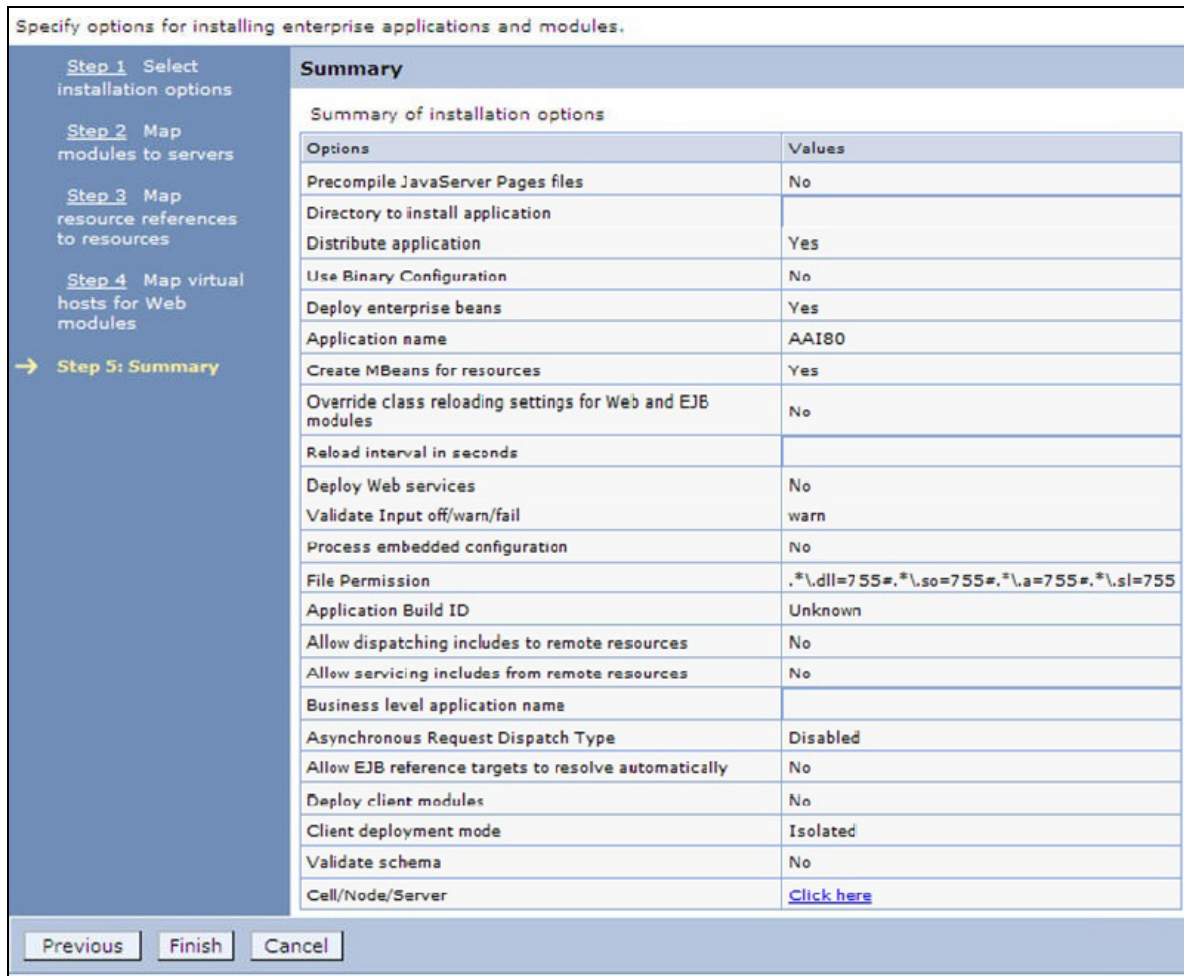 Specify options for installing enterprise applications and modules.
Step 1 Select
installation options
Step 2 Map
modules to servers
Step 3 Map
resource references
to resources
Step 4 Map virtual
hosts for Web
modules
→ Step 5: Summary
Summary
Summary of installation options
Options Values
Precompile JavaServer Pages files No
Directory to install application
Distribute application Yes
Use Binary Configuration No
Deploy enterprise beans Yes
Application name AAI80
Create MBeans for resources Yes
Override class reloading settings for Web and EJB
modules No
Reload interval in seconds
Deploy Web services No
Validate Input off/warn/fail warn
Process embedded configuration No
File Permission .*\.dll=755#.*\.so=755#.*\.a=755#.*\.sl=755
Application Build ID Unknown
Allow dispatching includes to remote resources No
Allow servicing includes from remote resources No
Business level application name
Asynchronous Request Dispatch Type Disabled
Allow EJB reference targets to resolve automatically No
Deploy client modules No
Client deployment mode Isolated
Validate schema No
Cell/Node/Server Click here
Previous Finish Cancel